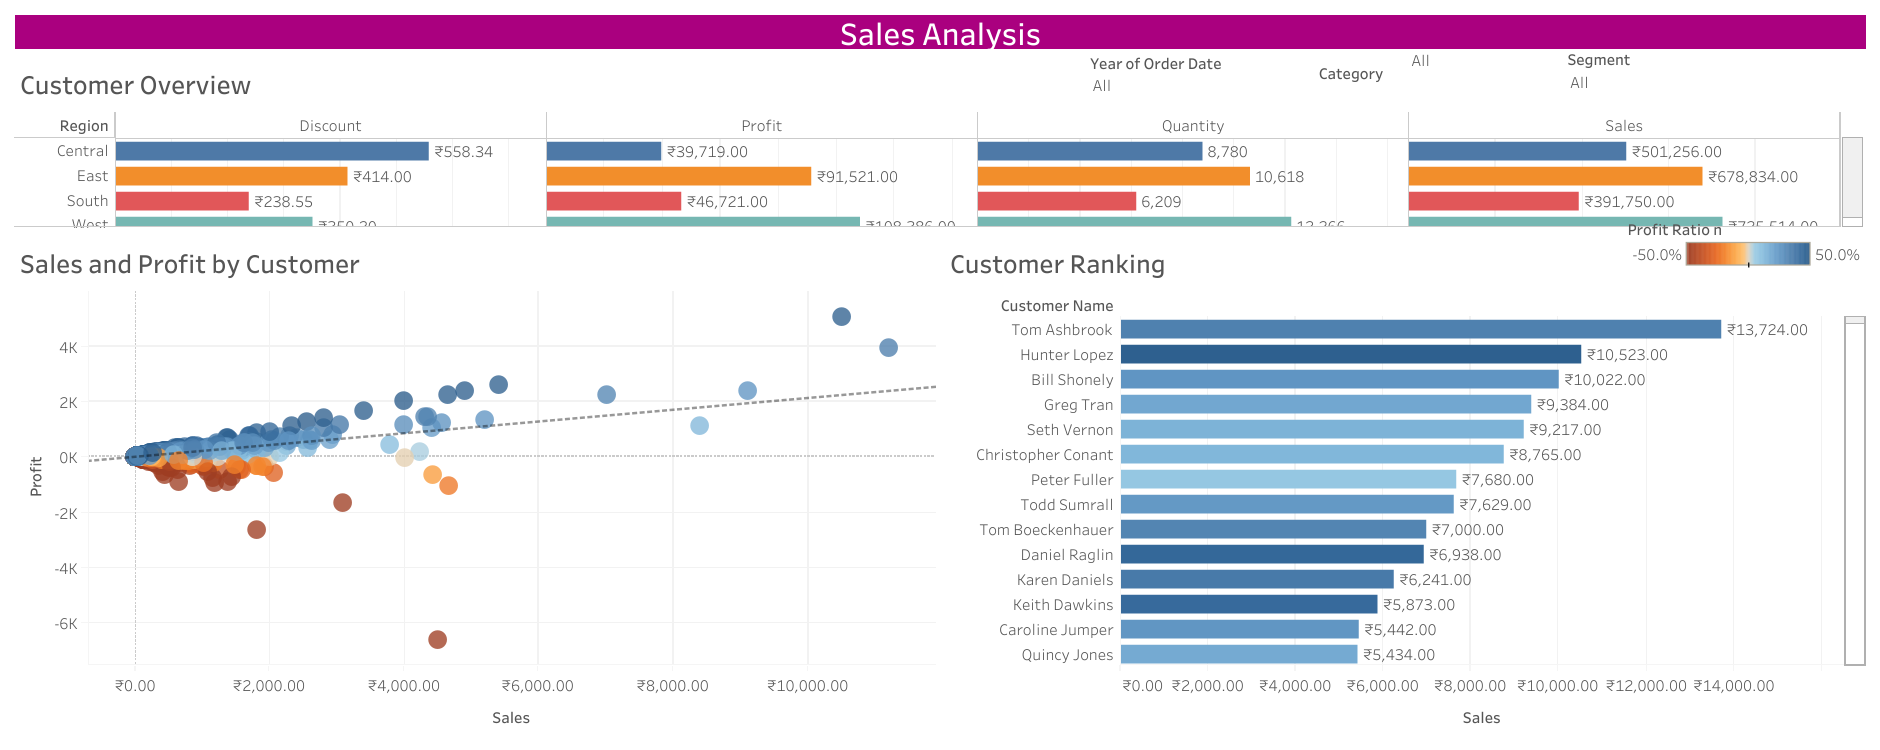 Sales Analysis
Customer Overview
Year of Order Date
All
Category
All
Segment
All
Region Discount Profit Quantity Sales
Central ₹558.34 ₹39,719.00 8,780 ₹501,256.00
East ₹414.00 ₹91,521.00 10,618 ₹678,834.00
South ₹238.55 ₹46,721.00 6,209 ₹391,750.00
West
Profit Ratio n
-50.0% 50.0%
Sales and Profit by Customer
Profit
4K
2K
0K
-2K
-4K
-6K
₹0.00 ₹2,000.00 ₹4,000.00 ₹6,000.00 ₹8,000.00 ₹10,000.00
Sales
Customer Ranking
Customer Name
Tom Ashbrook ₹13,724.00
Hunter Lopez ₹10,523.00
Bill Shonely ₹10,022.00
Greg Tran ₹9,384.00
Seth Vernon ₹9,217.00
Christopher Conant ₹8,765.00
Peter Fuller ₹7,680.00
Todd Sumrall ₹7,629.00
Tom Boeckenhauer ₹7,000.00
Daniel Raglin ₹6,938.00
Karen Daniels ₹6,241.00
Keith Dawkins ₹5,873.00
Caroline Jumper ₹5,442.00
Quincy Jones ₹5,434.00
₹0.00 ₹2,000.00 ₹4,000.00 ₹6,000.00 ₹8,000.00 ₹10,000.00 ₹12,000.00 ₹14,000.00
Sales